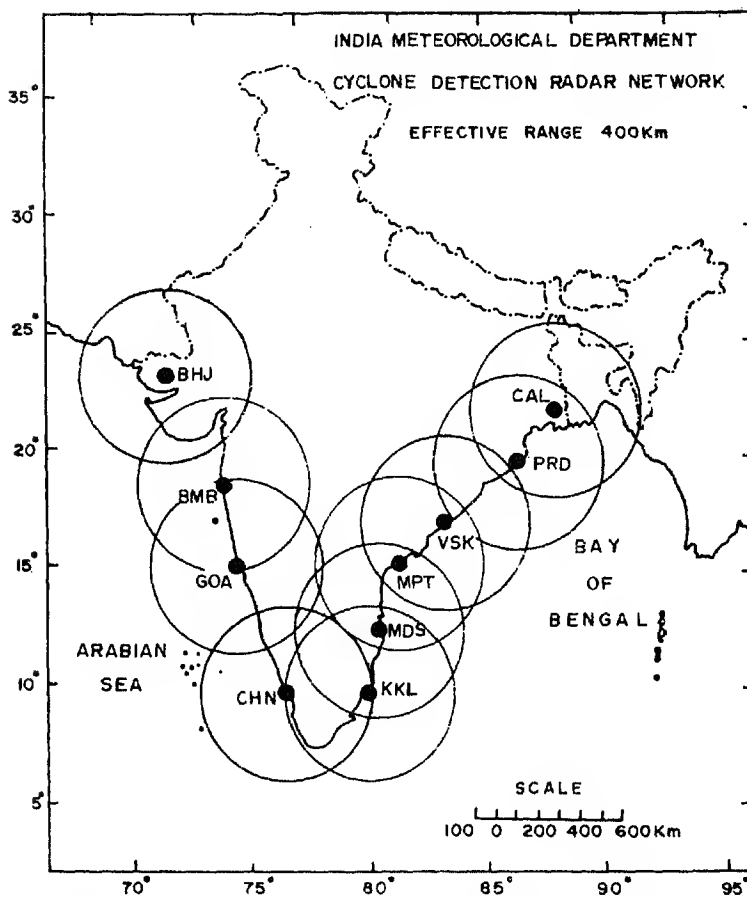 INDIA METEOROLOGICAL DEPARTMENT
CYCLONE DETECTION RADAR NETWORK
EFFECTIVE RANGE 400Km
35°
30°
25°
20°
15°
10°
5°
BHJ
CAL
BMB
PRD
VSK
GOA
MPT
BAY
OF
BENGAL
MDS
ARABIAN
SEA
CHN
KKL
SCALE
100 0 200 400 600Km
70° 75° 80° 85° 90° 95°